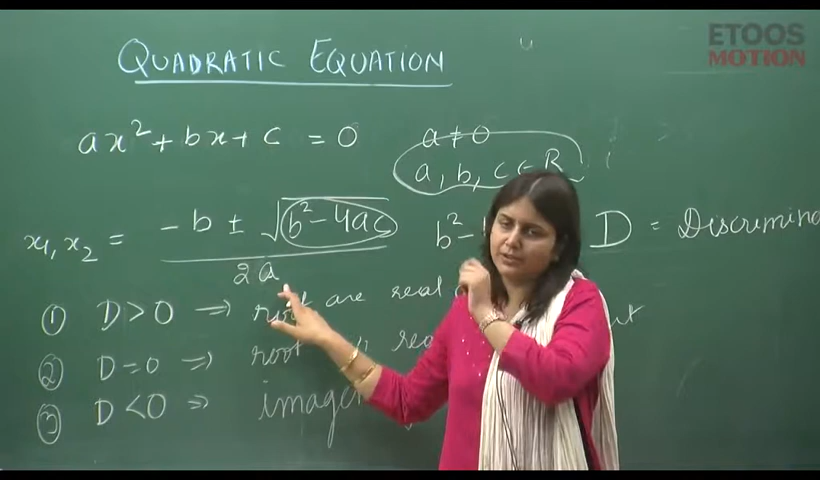 ETOOS
MOTION
QUADRATIC EQUATION
ax²+bx+c = 0 a≠0
a, b, c ∈ R
x₁,x₂ = -b ± √b²-4ac / 2a b²- D = Discrimina
① D>0 ⇒ root are real
② D=0 ⇒ root
③ D<0 ⇒